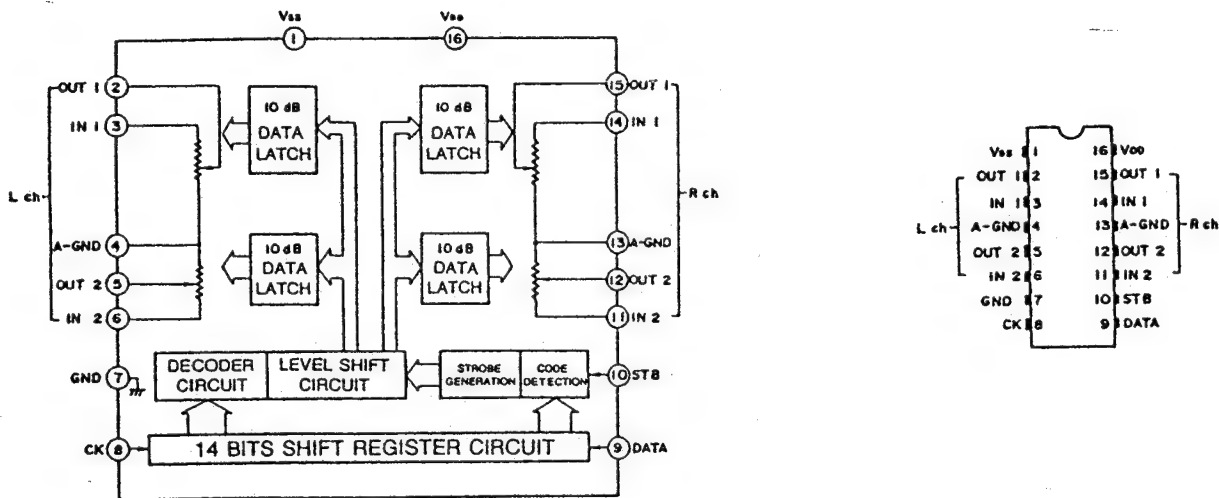 Vss
VDD
1
16
OUT 1 2
15 OUT 1
IN 1 3
14 IN 1
10 dB
DATA
LATCH
10 dB
DATA
LATCH
L ch
R ch
A-GND 4
13 A-GND
OUT 2 5
12 OUT 2
IN 2 6
11 IN 2
10 dB
DATA
LATCH
10 dB
DATA
LATCH
GND 7
DECODER
CIRCUIT
LEVEL SHIFT
CIRCUIT
STROBE
GENERATION
CODE
DETECTION
10 STB
CK 8
14 BITS SHIFT REGISTER CIRCUIT
9 DATA
Vss 1 16 VDD
OUT 1 2 15 OUT 1
IN 1 3 14 IN 1
L ch A-GND 4 13 A-GND R ch
OUT 2 5 12 OUT 2
IN 2 6 11 IN 2
GND 7 10 STB
CK 8 9 DATA